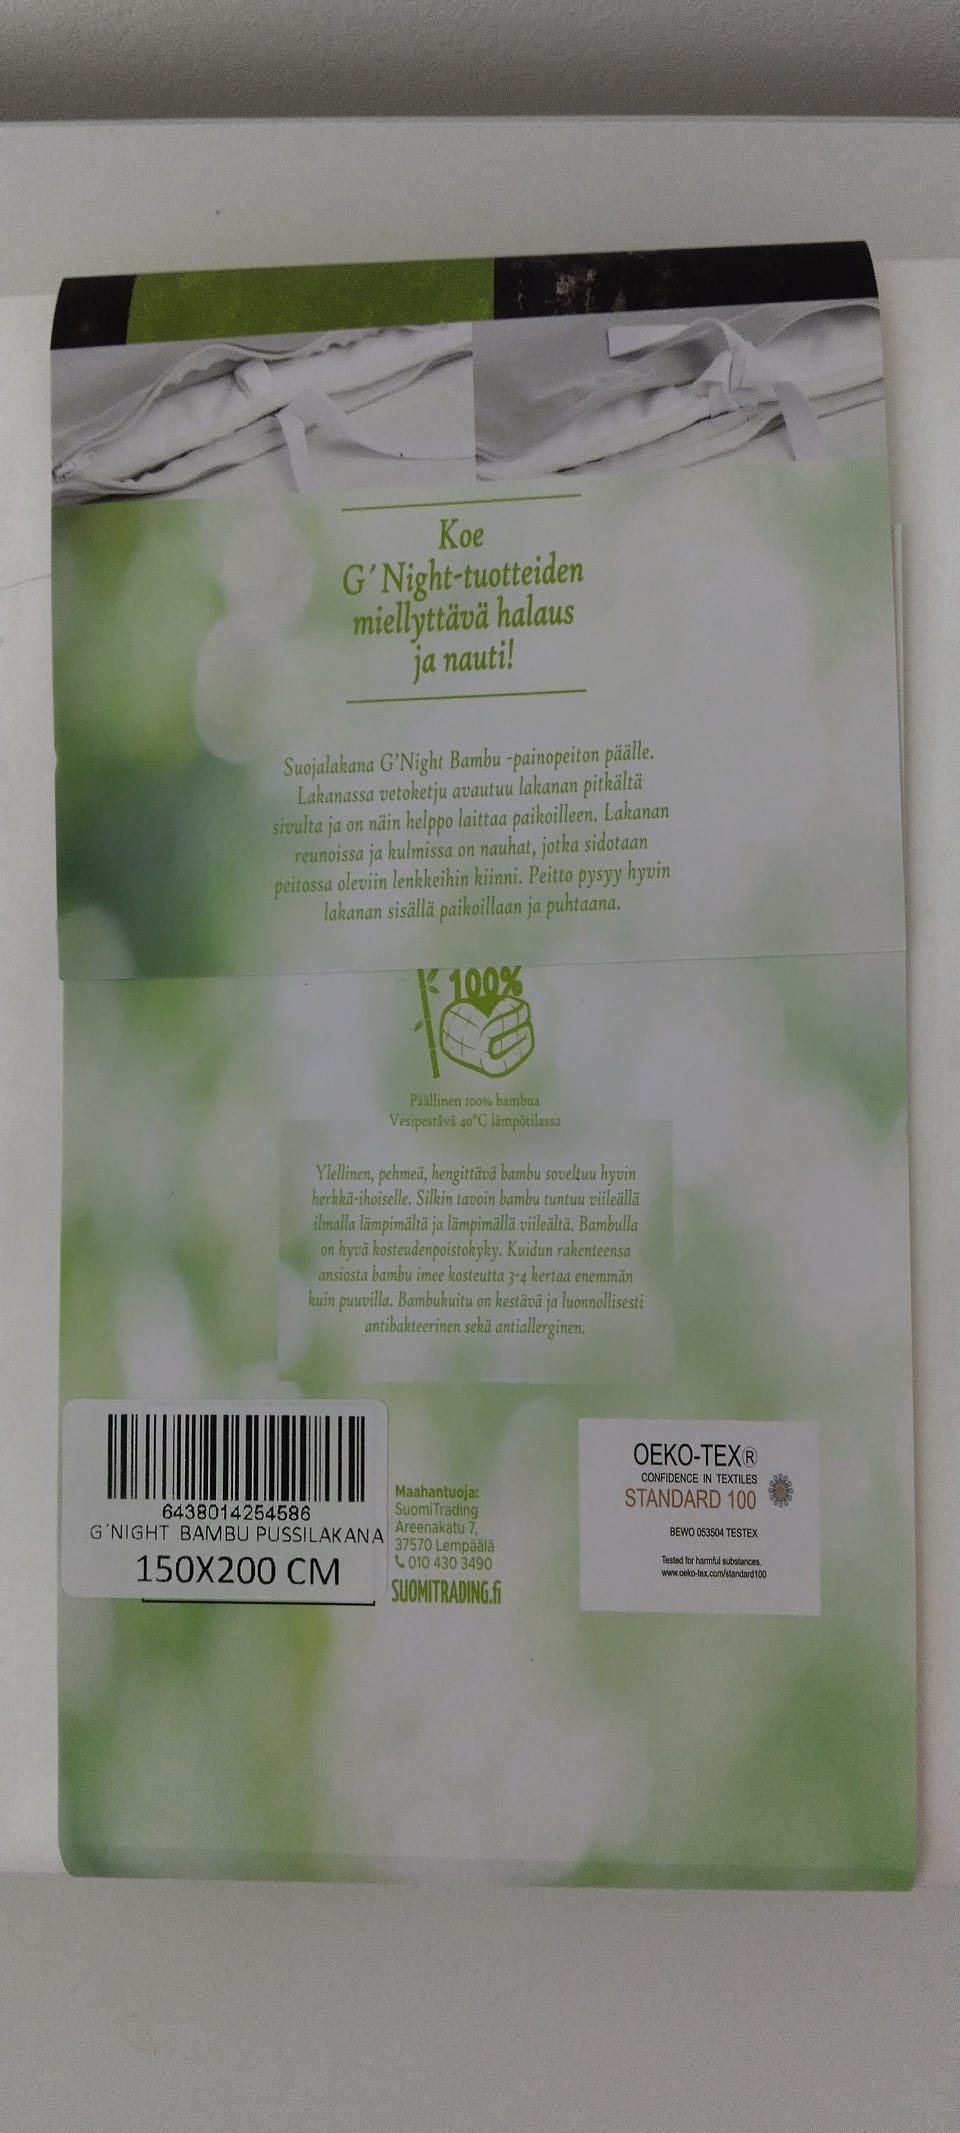 Koe
G´Night-tuotteiden
miellyttävä halaus
ja nauti!
Suojalakana G'Night Bambu -painopeiton päälle.
Lakanassa vetoketju avautuu lakanan pitkältä
sivulta ja on näin helppo laittaa paikoilleen. Lakanan
reunoissa ja kulmissa on nauhat, jotka sidotaan
peitossa oleviin lenkkeihin kiinni. Peitto pysyy hyvin
lakanan sisällä paikoillaan ja puhtaana.
100%
Päällinen 100% bambua
Vesipestävä 40°C lämpötilassa
Ylellinen, pehmeä, hengittävä bambu soveltuu hyvin
herkkä-ihoiselle. Silkin tavoin bambu tuntuu viileällä
ilmalla lämpimältä ja lämpimällä viileältä. Bambulla
on hyvä kosteudenpoistokyky. Kuidun rakenteensa
ansiosta bambu imee kosteutta 3-4 kertaa enemmän
kuin puuvilla. Bambukuitu on kestävä ja luonnollisesti
antibakteerinen sekä antiallerginen.
6438014254586
G´NIGHT BAMBU PUSSILAKANA
150X200 CM
Maahantuoja:
SuomiTrading
Areenakatu 7,
37570 Lempäälä
010 430 3490
SUOMITRADING.fi
OEKO-TEX®
CONFIDENCE IN TEXTILES
STANDARD 100
BEWO 053504 TESTEX
Tested for harmful substances.
www.oeko-tex.com/standard100